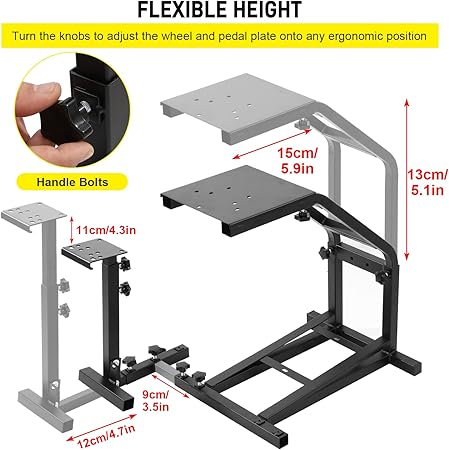 FLEXIBLE HEIGHT
Turn the knobs to adjust the wheel and pedal plate onto any ergonomic position
Handle Bolts
15cm/
5.9in
13cm/
5.1in
11cm/4.3in
9cm/
3.5in
12cm/4.7in